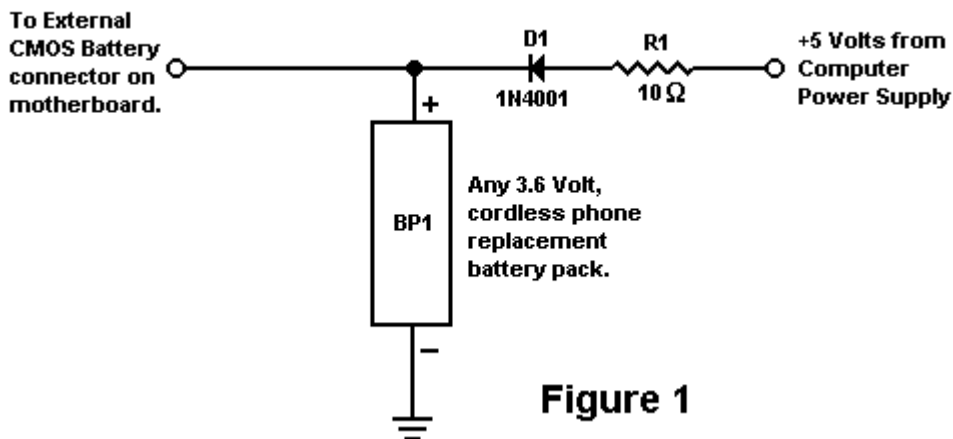 To External
CMOS Battery
connector on
motherboard.
D1
1N4001
R1
10 Ω
+5 Volts from
Computer
Power Supply
+
BP1
Any 3.6 Volt,
cordless phone
replacement
battery pack.
−
Figure 1